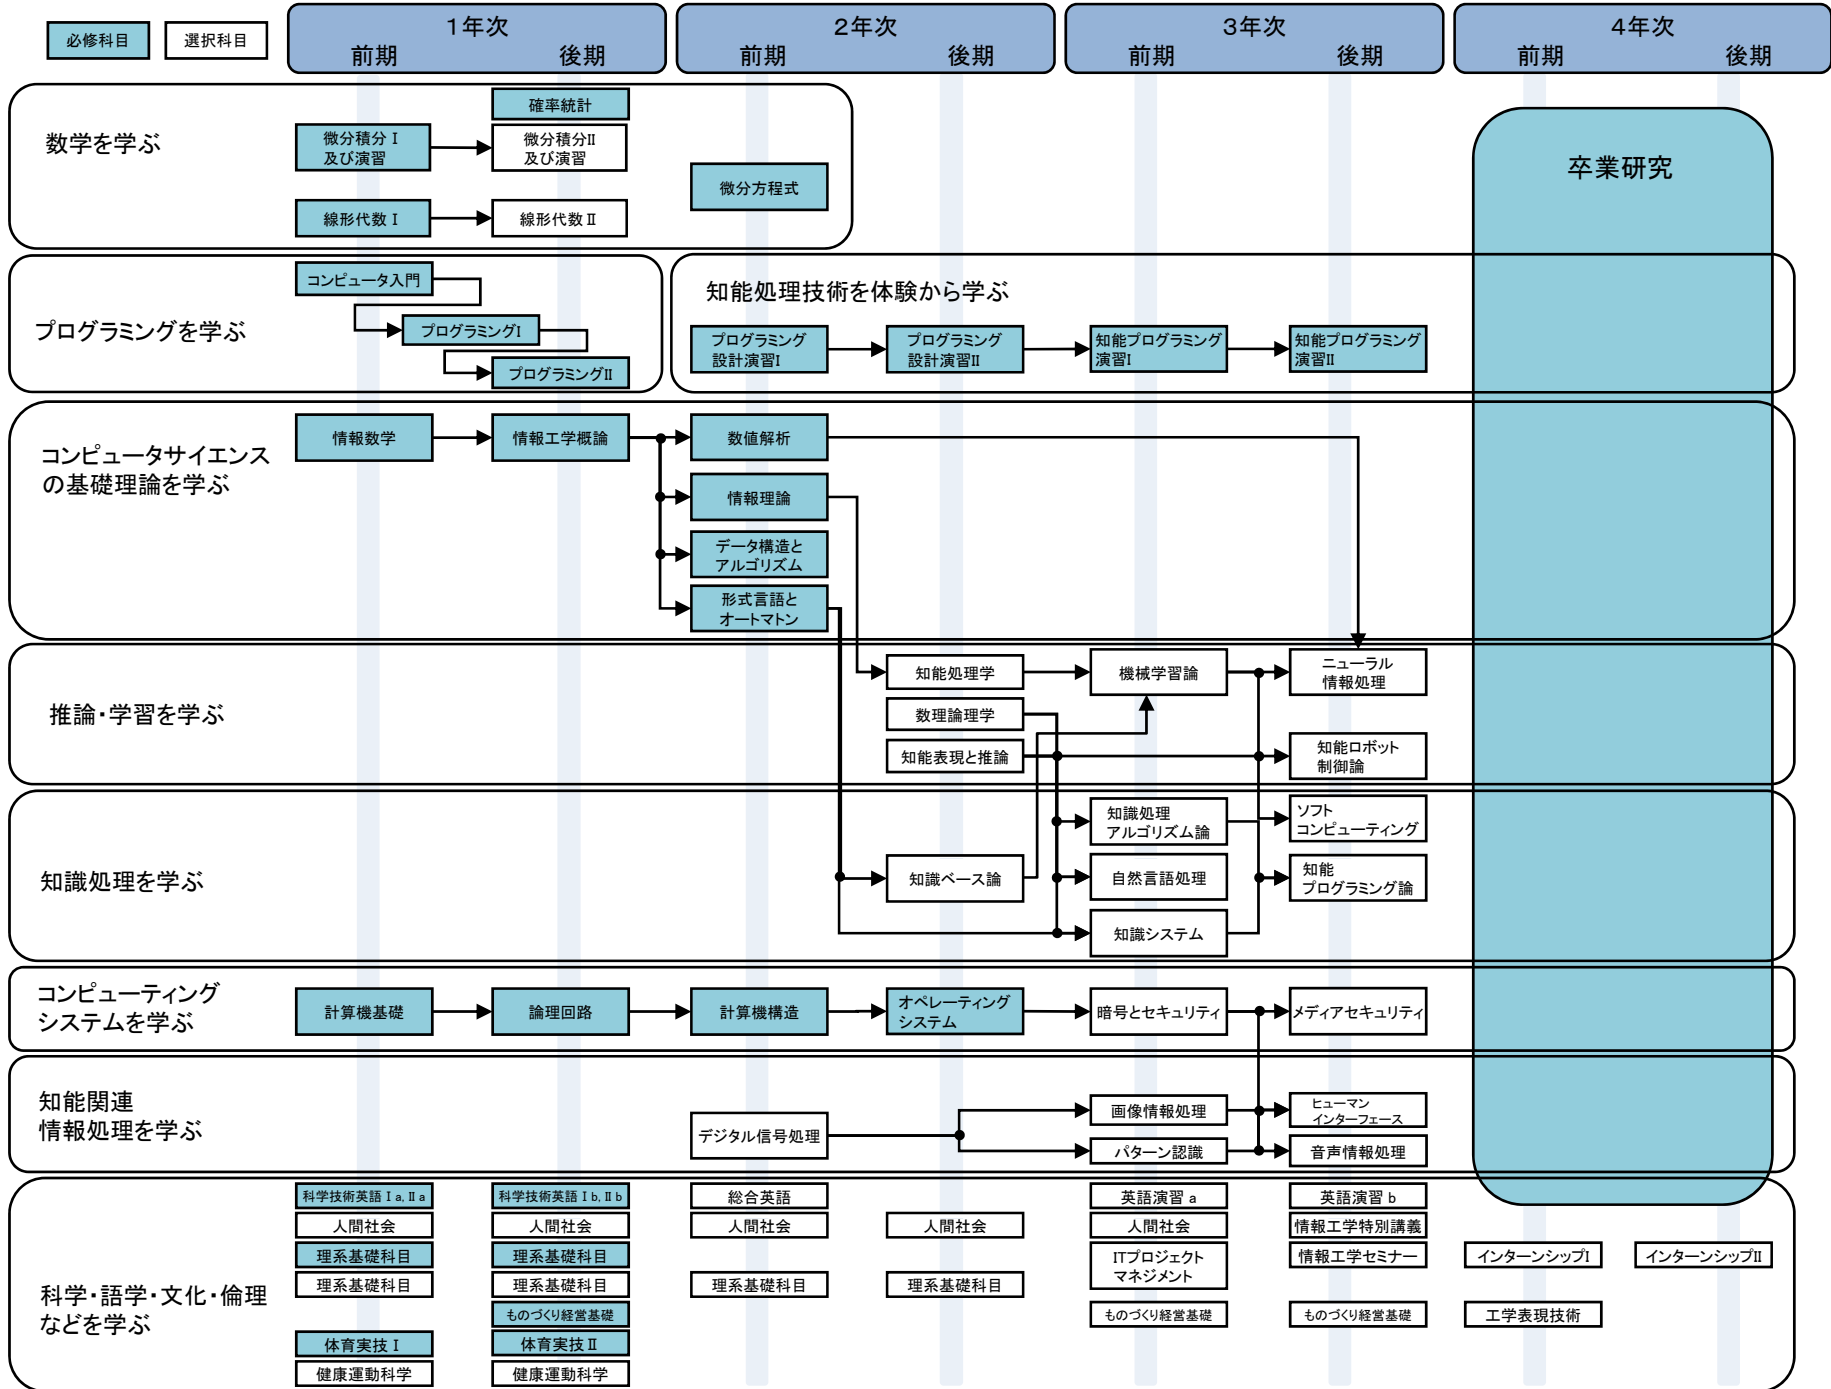 必修科目
選択科目
1年次
前期
後期
2年次
前期
後期
3年次
前期
後期
4年次
前期
後期
数学を学ぶ
確率統計
微分積分Ⅰ
及び演習
微分積分II
及び演習
微分方程式
線形代数Ⅰ
線形代数Ⅱ
卒業研究
プログラミングを学ぶ
コンピュータ入門
プログラミングI
プログラミングII
知能処理技術を体験から学ぶ
プログラミング
設計演習I
プログラミング
設計演習II
知能プログラミング
演習I
知能プログラミング
演習II
コンピュータサイエンス
の基礎理論を学ぶ
情報数学
情報工学概論
数値解析
情報理論
データ構造と
アルゴリズム
形式言語と
オートマトン
推論・学習を学ぶ
知能処理学
機械学習論
ニューラル
情報処理
数理論理学
知能表現と推論
知能ロボット
制御論
知識処理を学ぶ
知識処理
アルゴリズム論
ソフト
コンピューティング
知識ベース論
自然言語処理
知能
プログラミング論
知識システム
コンピューティング
システムを学ぶ
計算機基礎
論理回路
計算機構造
オペレーティング
システム
暗号とセキュリティ
メディアセキュリティ
知能関連
情報処理を学ぶ
デジタル信号処理
画像情報処理
ヒューマン
インターフェース
パターン認識
音声情報処理
科学・語学・文化・倫理
などを学ぶ
科学技術英語Ⅰa,Ⅱa
科学技術英語Ⅰb,Ⅱb
総合英語
英語演習 a
英語演習 b
人間社会
人間社会
人間社会
人間社会
人間社会
情報工学特別講義
理系基礎科目
理系基礎科目
ITプロジェクト
マネジメント
情報工学セミナー
インターンシップI
インターンシップII
理系基礎科目
理系基礎科目
理系基礎科目
理系基礎科目
ものづくり経営基礎
ものづくり経営基礎
ものづくり経営基礎
工学表現技術
体育実技Ⅰ
体育実技Ⅱ
健康運動科学
健康運動科学